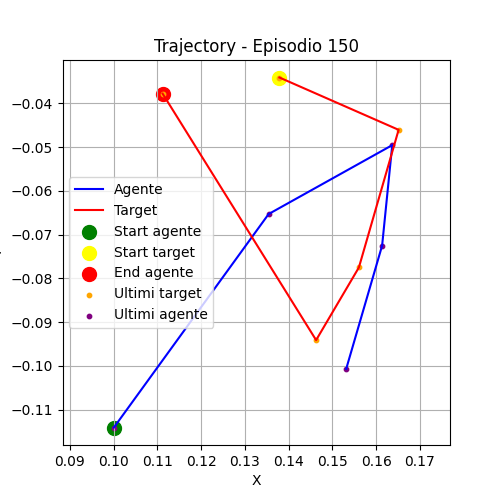 Trajectory - Episodio 150
−0.04
−0.05
−0.06
−0.07
−0.08
−0.09
−0.10
−0.11
Agente
Target
Start agente
Start target
End agente
Ultimi target
Ultimi agente
0.09 0.10 0.11 0.12 0.13 0.14 0.15 0.16 0.17
X